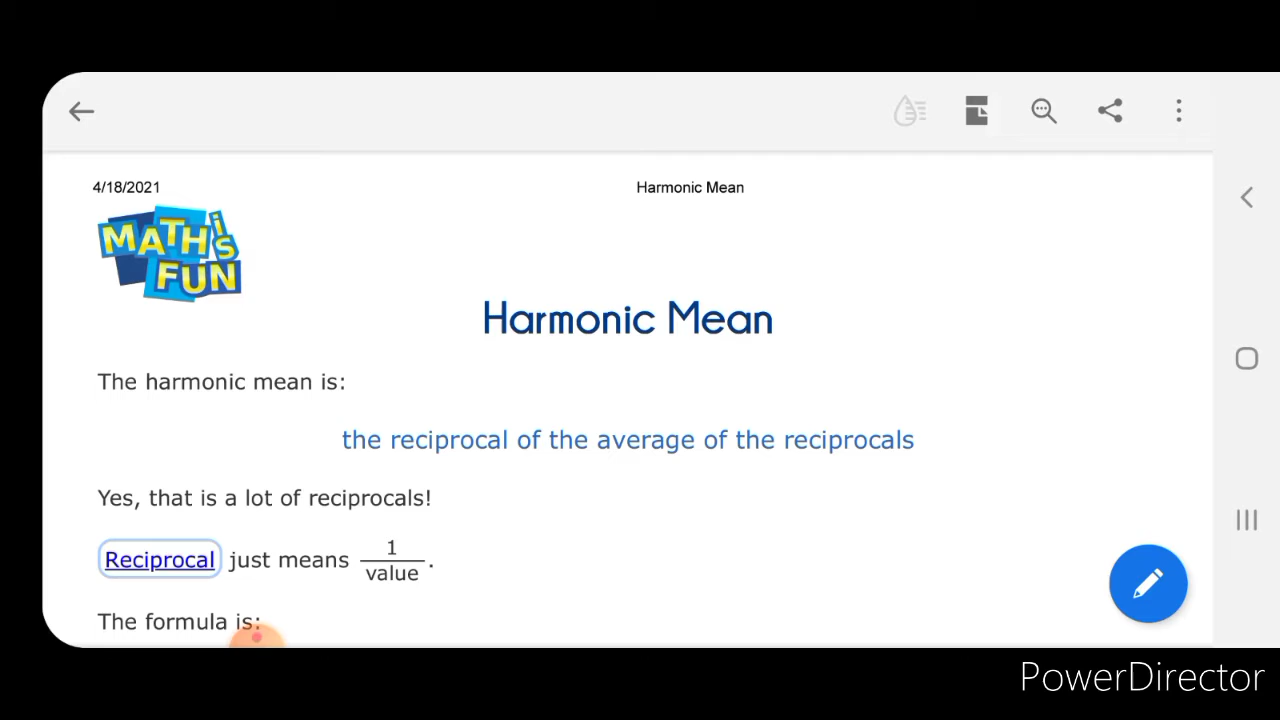 4/18/2021 Harmonic Mean
MATH iS
FUN
Harmonic Mean
The harmonic mean is:
the reciprocal of the average of the reciprocals
Yes, that is a lot of reciprocals!
Reciprocal just means 1/value.
The formula is:
PowerDirector